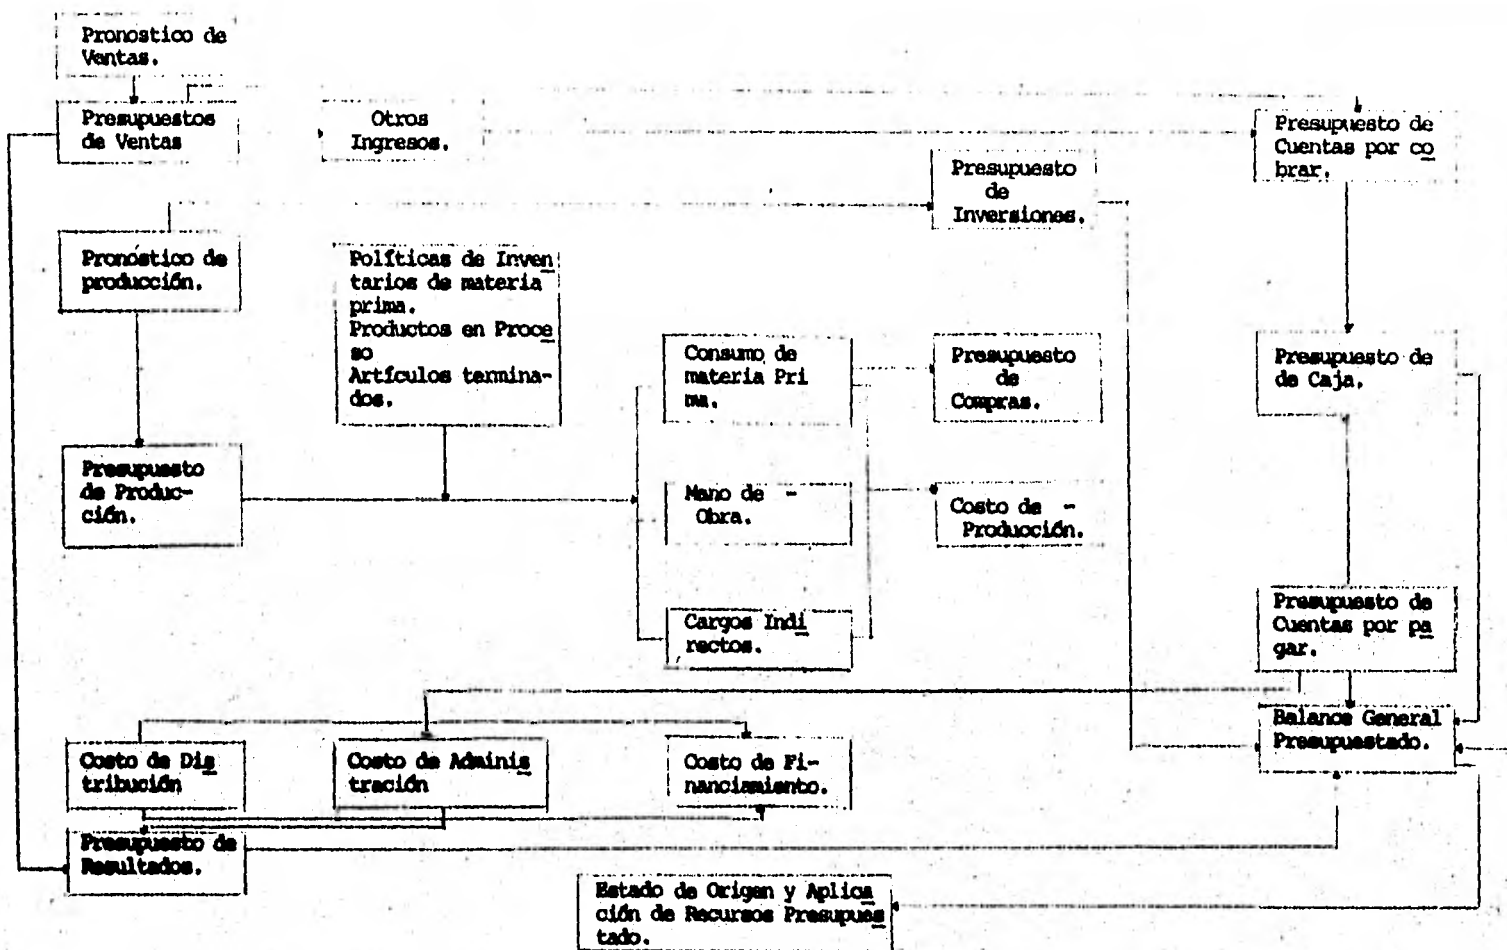 Pronostico de
Ventas.
Presupuestos
de Ventas
Otros
Ingresos.
Presupuesto de
Cuentas por co
brar.
Presupuesto
de
Inversiones.
Pronóstico de
producción.
Políticas de Inven
tarios de materia
prima.
Productos en Proce
so
Artículos termina-
dos.
Consumo de
materia Pri
ma.
Presupuesto
de
Compras.
Presupuesto de
de Caja.
Presupuesto
de Produc-
ción.
Mano de -
Obra.
Costo de -
Producción.
Cargos Indi
rectos.
Presupuesto de
Cuentas por pa
gar.
Balance General
Presupuestado.
Costo de Dis
tribución
Costo de Adminis
tración
Costo de Fi-
nanciamiento.
Presupuesto de
Resultados.
Estado de Origen y Aplica
ción de Recursos Presupues
tado.